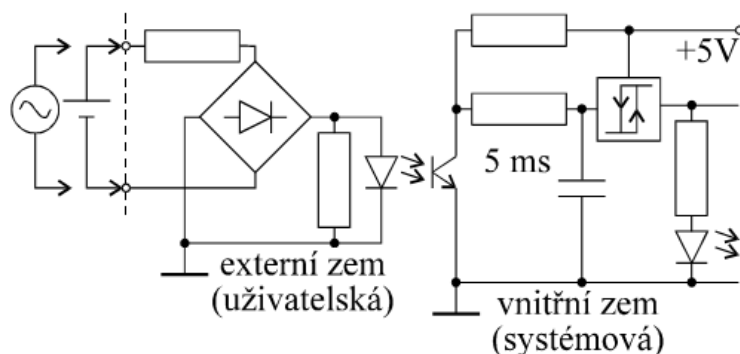 +5V
5 ms
externí zem
(uživatelská)
vnitřní zem
(systémová)